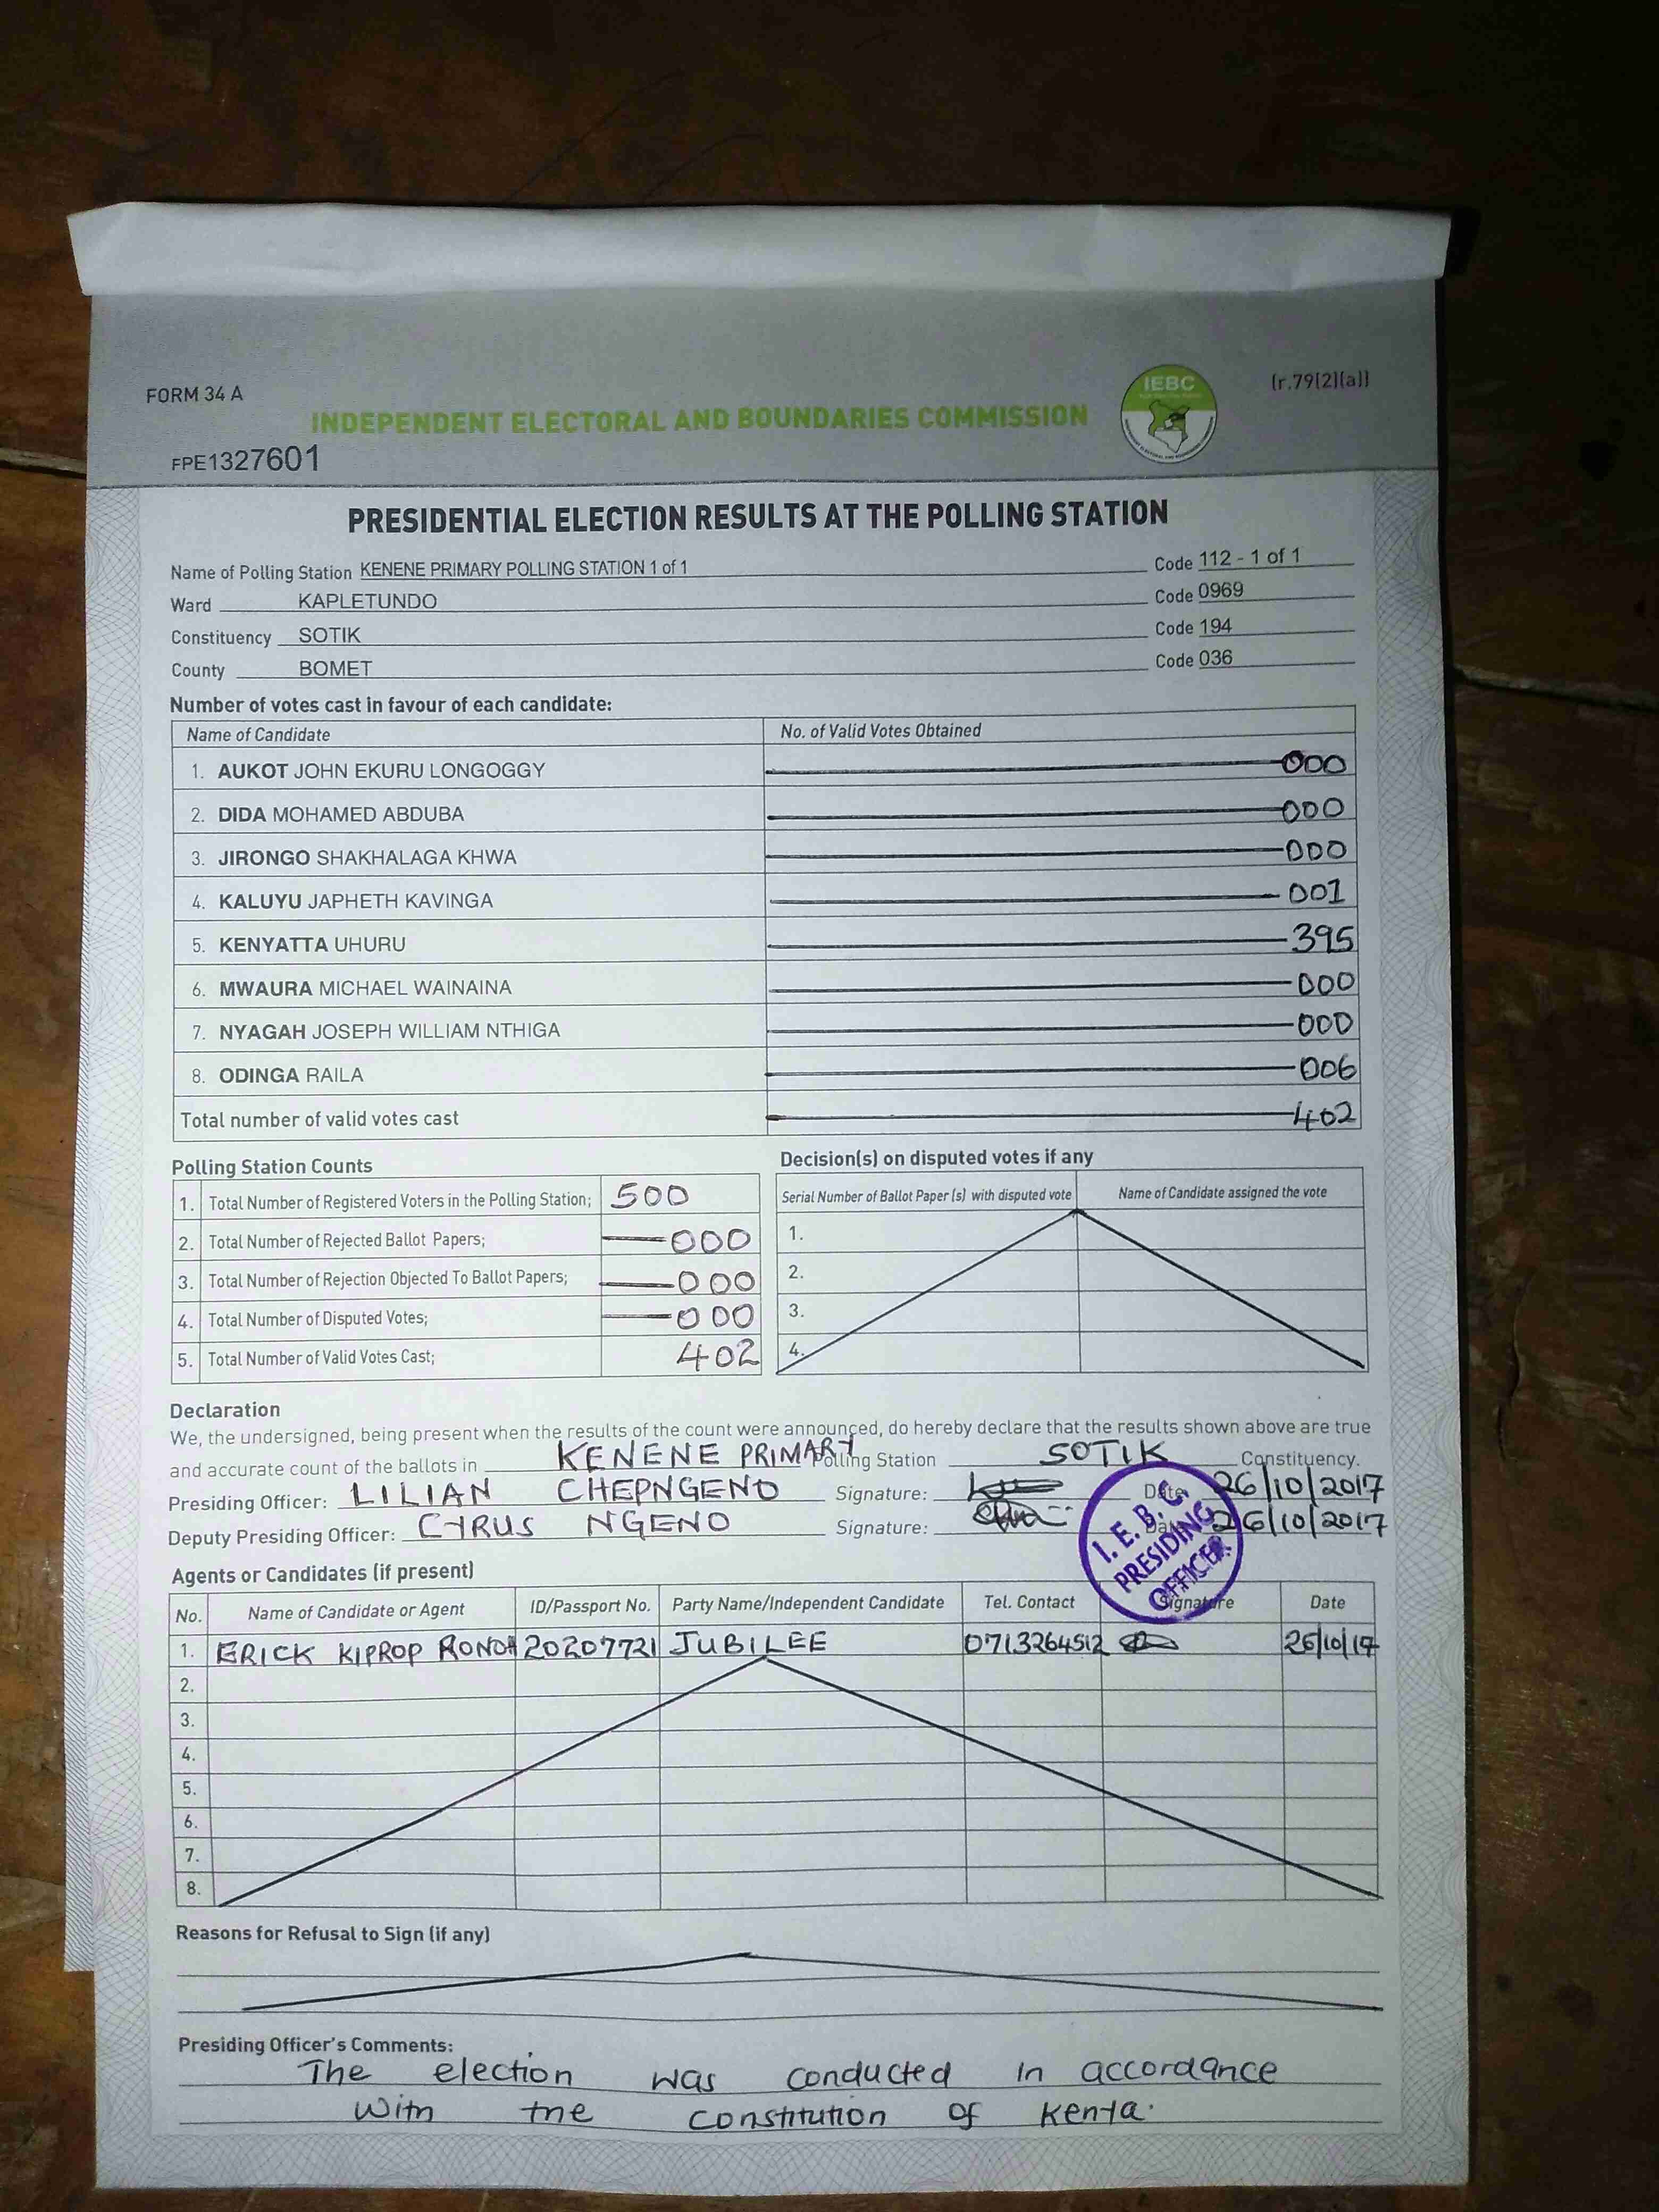 FORM 34 A
IEBC
(r.79(2)(a))
INDEPENDENT ELECTORAL AND BOUNDARIES COMMISSION
FPE1327601
PRESIDENTIAL ELECTION RESULTS AT THE POLLING STATION
Name of Polling Station KENENE PRIMARY POLLING STATION 1 of 1 Code 112 - 1 of 1
Ward KAPLETUNDO Code 0969
Constituency SOTIK Code 194
County BOMET Code 036
Number of votes cast in favour of each candidate:
Name of Candidate No. of Valid Votes Obtained
1. AUKOT JOHN EKURU LONGOGGY 000
2. DIDA MOHAMED ABDUBA 000
3. JIRONGO SHAKHALAGA KHWA 000
4. KALUYU JAPHETH KAVINGA 001
5. KENYATTA UHURU 395
6. MWAURA MICHAEL WAINAINA 000
7. NYAGAH JOSEPH WILLIAM NTHIGA 000
8. ODINGA RAILA 006
Total number of valid votes cast 402
Polling Station Counts
1. Total Number of Registered Voters in the Polling Station; 500
2. Total Number of Rejected Ballot Papers; 000
3. Total Number of Rejection Objected To Ballot Papers; 000
4. Total Number of Disputed Votes; 000
5. Total Number of Valid Votes Cast; 402
Decision(s) on disputed votes if any
Serial Number of Ballot Paper (s) with disputed vote Name of Candidate assigned the vote
1.
2.
3.
4.
Declaration
We, the undersigned, being present when the results of the count were announced, do hereby declare that the results shown above are true
and accurate count of the ballots in KENENE PRIMARY Polling Station SOTIK Constituency.
Presiding Officer: LILIAN CHEPNGENO Signature: Date 26/10/2017
Deputy Presiding Officer: CYRUS NGENO Signature: Date 26/10/2017
I. E. B. C.
PRESIDING
OFFICER
Agents or Candidates (if present)
No. Name of Candidate or Agent ID/Passport No. Party Name/Independent Candidate Tel. Contact Signature Date
1. ERICK KIPROP 20207721 JUBILEE 0713264512 26/10/17
2.
3.
4.
5.
6.
7.
8.
Reasons for Refusal to Sign (if any)
Presiding Officer's Comments:
The election was conducted in accordance
with the constitution of Kenya.